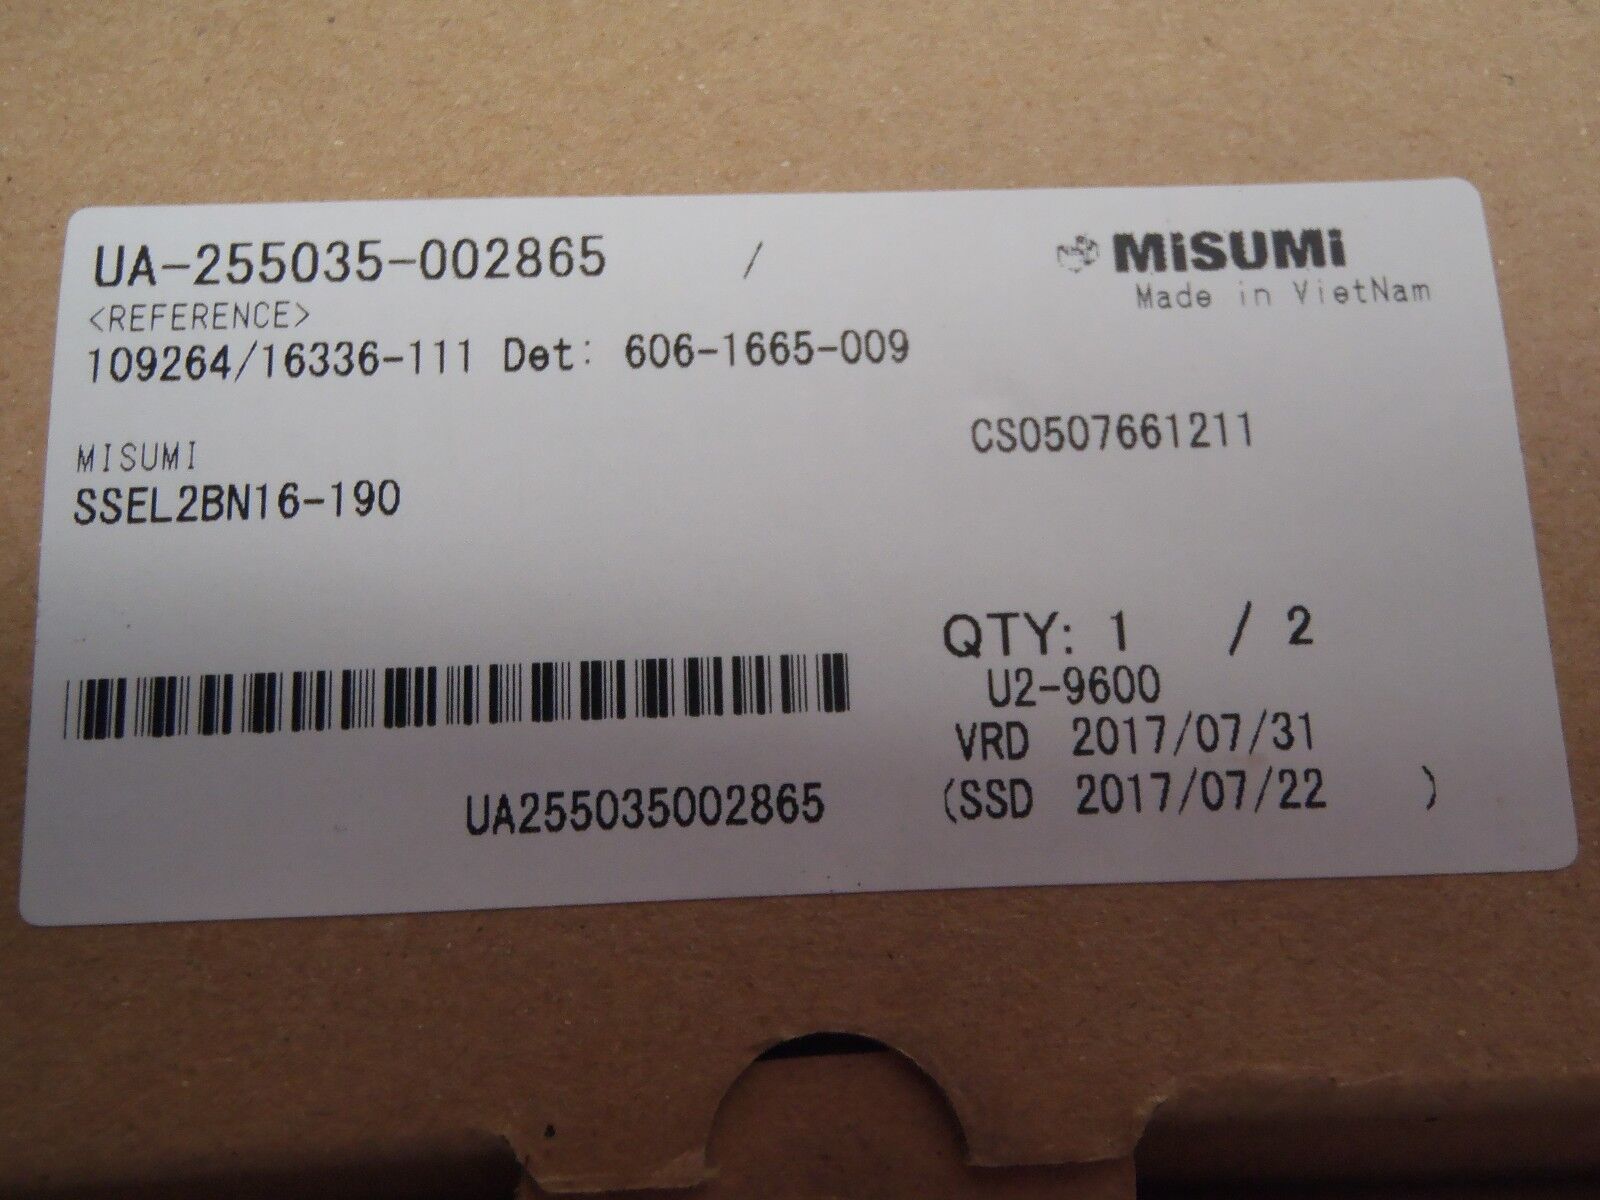 UA-255035-002865 /
MiSUMi
Made in VietNam
<REFERENCE>
109264/16336-111 Det: 606-1665-009
CS0507661211
MISUMI
SSEL2BN16-190
QTY: 1 / 2
U2-9600
VRD 2017/07/31
(SSD 2017/07/22 )
UA255035002865